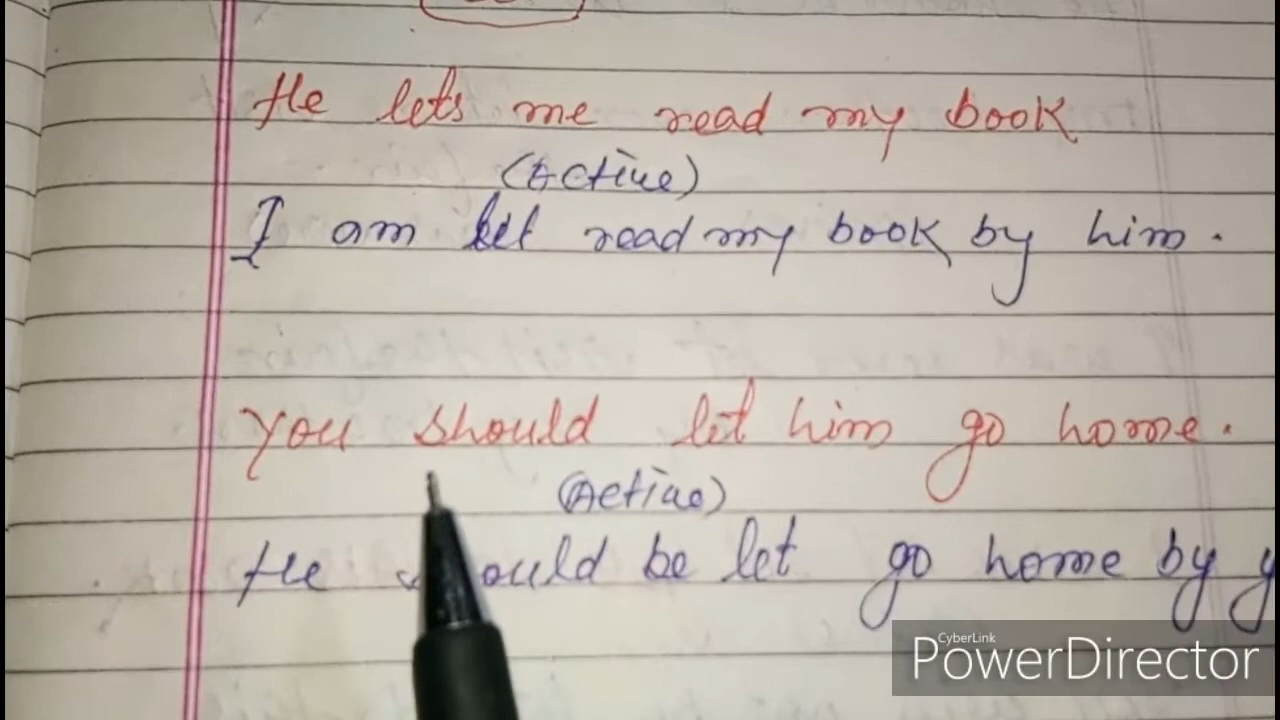 He lets me read my book
(Active)
I am let read my book by him.
You should let him go home.
(Active)
He should be let go home by
CyberLink
PowerDirector